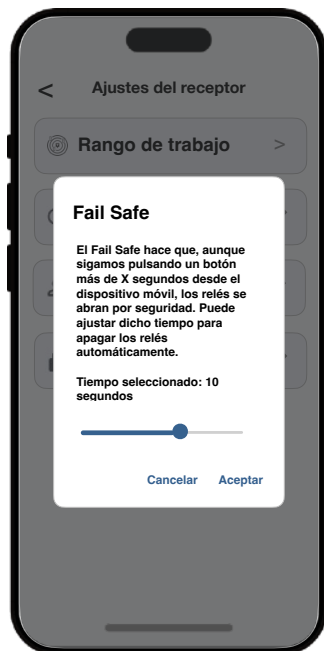 < Ajustes del receptor
Rango de trabajo >
Fail Safe
El Fail Safe hace que, aunque
sigamos pulsando un botón
más de X segundos desde el
dispositivo móvil, los relés se
abran por seguridad. Puede
ajustar dicho tiempo para
apagar los relés
automáticamente.
Tiempo seleccionado: 10
segundos
Cancelar Aceptar